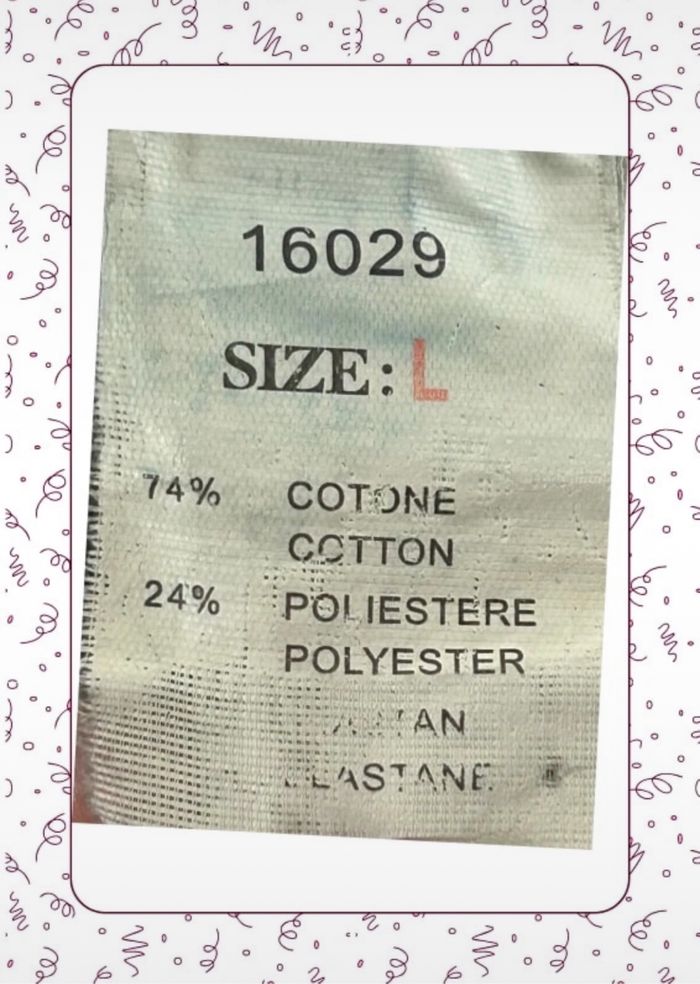 16029
SIZE: L
74% COTONE
COTTON
24% POLIESTERE
POLYESTER